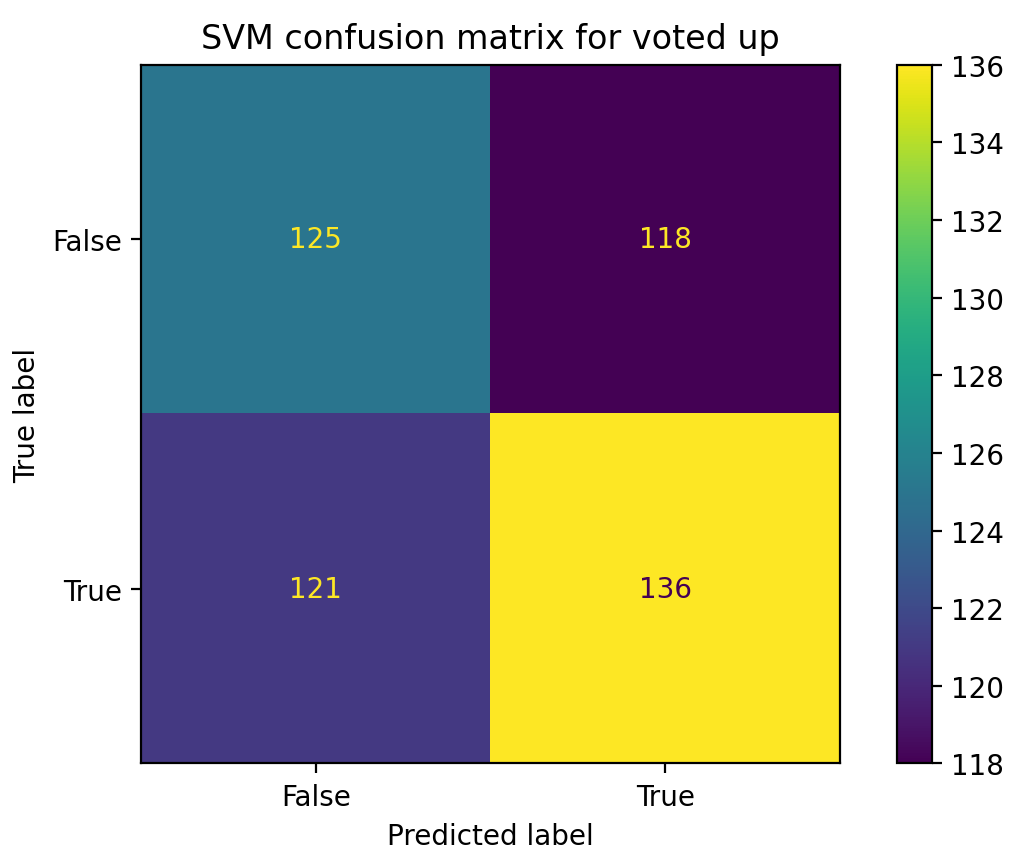 SVM confusion matrix for voted up
True label
False
True
125
118
121
136
False
True
Predicted label
136
134
132
130
128
126
124
122
120
118